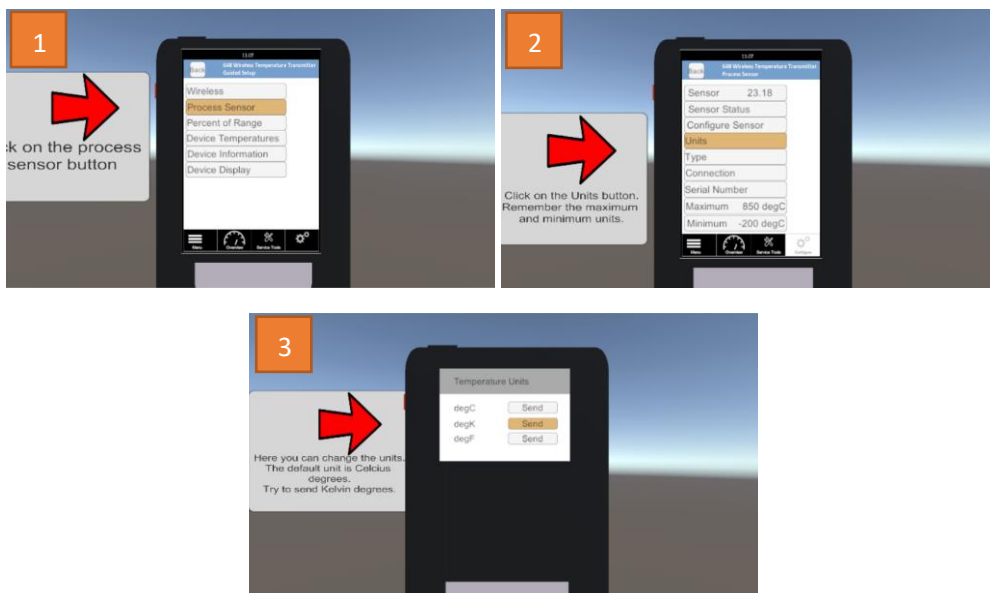 1
13:07
Back
648 Wireless Temperature Transmitter
Guided Setup
Wireless
Process Sensor
Percent of Range
Device Temperatures
Device Information
Device Display
Menu
Overview
Service Tools
ck on the process
sensor button
2
13:07
Back
648 Wireless Temperature Transmitter
Process Sensor
Sensor 23.18
Sensor Status
Configure Sensor
Units
Type
Connection
Serial Number
Maximum 850 degC
Minimum -200 degC
Menu
Overview
Service Tools
Configure
Click on the Units button.
Remember the maximum
and minimum units.
3
Temperature Units
degC Send
degK Send
degF Send
Here you can change the units.
The default unit is Celcius
degrees.
Try to send Kelvin degrees.